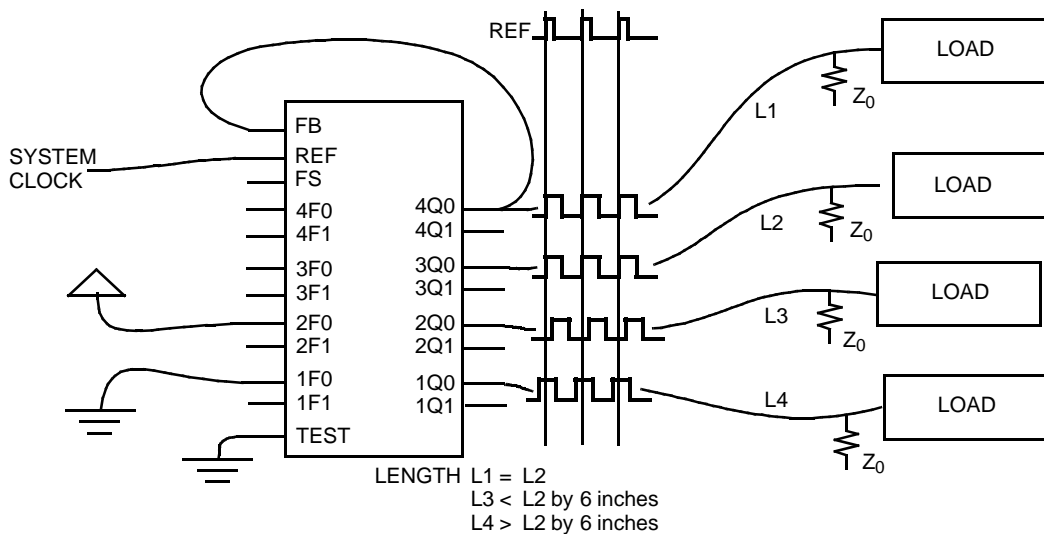 REF
LOAD
Z0
L1
FB
SYSTEM
CLOCK
REF
FS
4F0
4Q0
4F1
4Q1
LOAD
L2
Z0
3F0
3Q0
3F1
3Q1
LOAD
L3
Z0
2F0
2Q0
2F1
2Q1
1F0
1Q0
1F1
1Q1
LOAD
L4
Z0
TEST
LENGTH L1 = L2
L3 < L2 by 6 inches
L4 > L2 by 6 inches